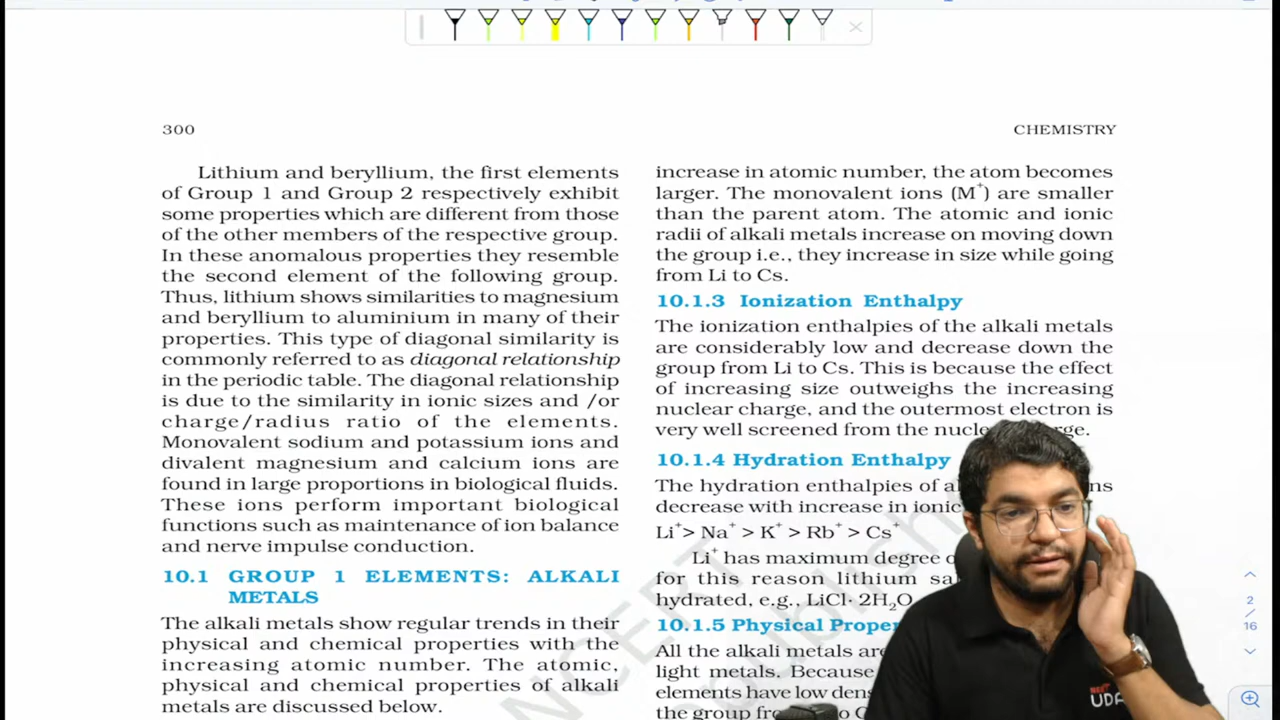 300
CHEMISTRY
Lithium and beryllium, the first elements
of Group 1 and Group 2 respectively exhibit
some properties which are different from those
of the other members of the respective group.
In these anomalous properties they resemble
the second element of the following group.
Thus, lithium shows similarities to magnesium
and beryllium to aluminium in many of their
properties. This type of diagonal similarity is
commonly referred to as diagonal relationship
in the periodic table. The diagonal relationship
is due to the similarity in ionic sizes and /or
charge/radius ratio of the elements.
Monovalent sodium and potassium ions and
divalent magnesium and calcium ions are
found in large proportions in biological fluids.
These ions perform important biological
functions such as maintenance of ion balance
and nerve impulse conduction.
10.1 GROUP 1 ELEMENTS: ALKALI
METALS
The alkali metals show regular trends in their
physical and chemical properties with the
increasing atomic number. The atomic,
physical and chemical properties of alkali
metals are discussed below.
increase in atomic number, the atom becomes
larger. The monovalent ions (M⁺) are smaller
than the parent atom. The atomic and ionic
radii of alkali metals increase on moving down
the group i.e., they increase in size while going
from Li to Cs.
10.1.3 Ionization Enthalpy
The ionization enthalpies of the alkali metals
are considerably low and decrease down the
group from Li to Cs. This is because the effect
of increasing size outweighs the increasing
nuclear charge, and the outermost electron is
very well screened from the
10.1.4 Hydration Enthalpy
The hydration enthalpies of
decrease with increase in ionic
Li⁺> Na⁺ > K⁺ > Rb⁺ > Cs⁺
Li⁺ has maximum degree
for this reason lithium
hydrated, e.g., LiCl· 2H₂O
10.1.5 Physical
All the alkali metals are
light metals. Because
elements have low
the group
NCERT
2
/
16